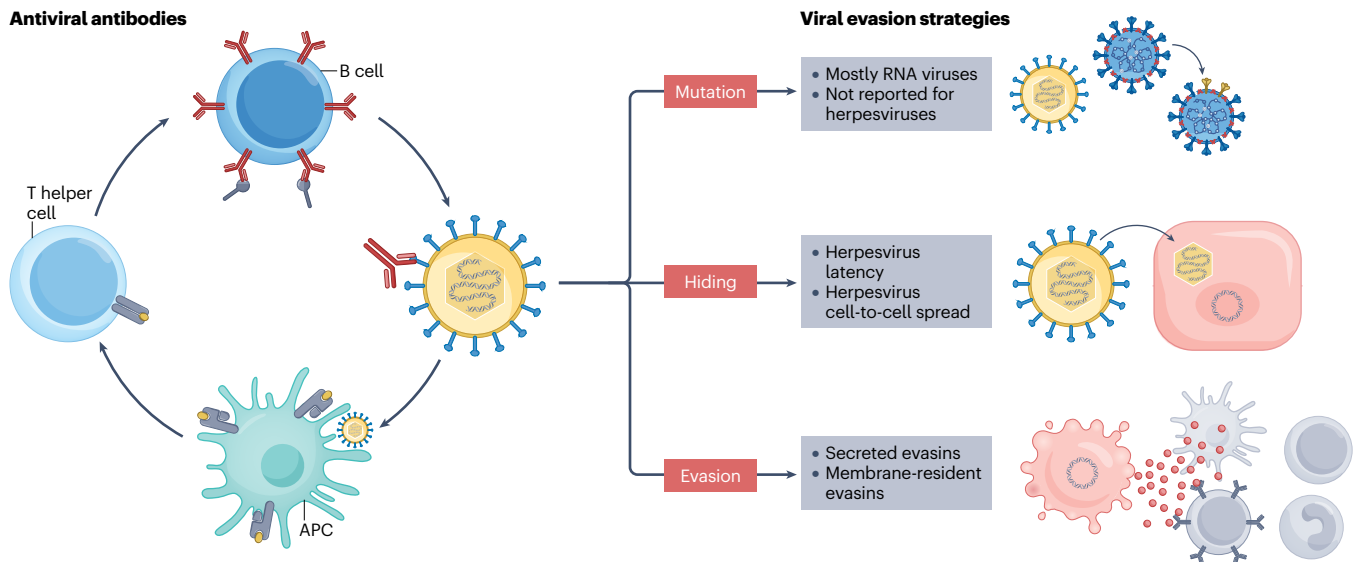 Antiviral antibodies
B cell
T helper
cell
APC
Viral evasion strategies
Mutation
• Mostly RNA viruses
• Not reported for
herpesviruses
Hiding
• Herpesvirus
latency
• Herpesvirus
cell-to-cell spread
Evasion
• Secreted evasins
• Membrane-resident
evasins